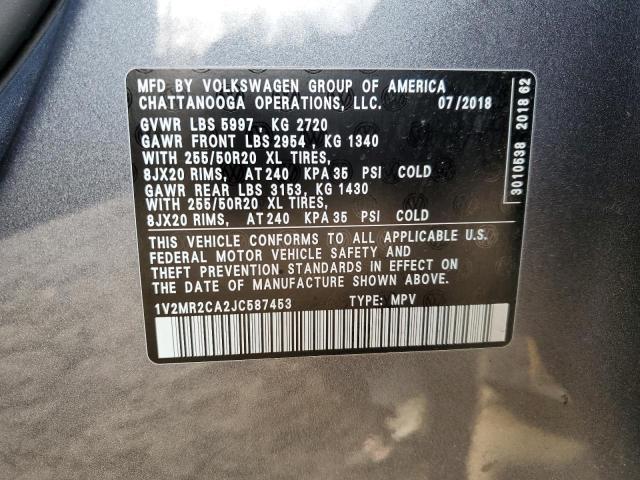 MFD BY VOLKSWAGEN GROUP OF AMERICA
CHATTANOOGA OPERATIONS, LLC. 07/2018
GVWR LBS 5997, KG 2720
GAWR FRONT LBS 2954, KG 1340
WITH 255/50R20 XL TIRES,
8JX20 RIMS, AT 240 KPA 35 PSI COLD
GAWR REAR LBS 3153, KG 1430
WITH 255/50R20 XL TIRES,
8JX20 RIMS, AT 240 KPA 35 PSI COLD
THIS VEHICLE CONFORMS TO ALL APPLICABLE U.S.
FEDERAL MOTOR VEHICLE SAFETY AND
THEFT PREVENTION STANDARDS IN EFFECT ON
THE DATE OF MANUFACTURE SHOWN ABOVE.
1V2MR2CA2JC587453 TYPE: MPV
3010538 2018 62